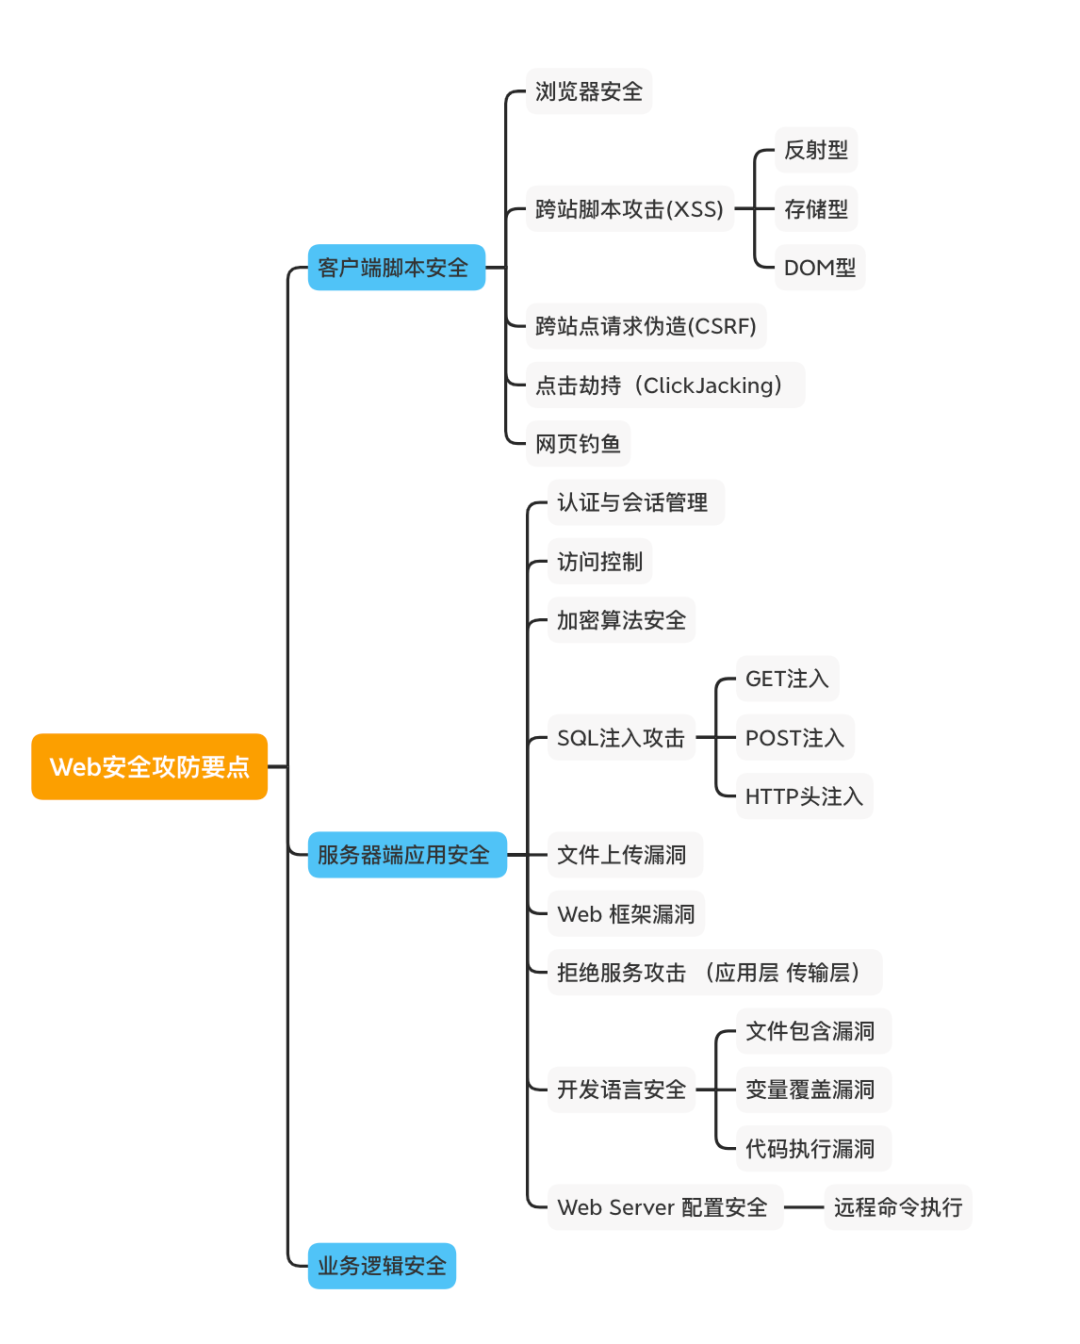 浏览器安全
反射型
跨站脚本攻击(XSS)
存储型
DOM型
客户端脚本安全
跨站点请求伪造(CSRF)
点击劫持（ClickJacking）
网页钓鱼
认证与会话管理
访问控制
加密算法安全
GET注入
SQL注入攻击
POST注入
HTTP头注入
Web安全攻防要点
服务器端应用安全
文件上传漏洞
Web 框架漏洞
拒绝服务攻击 （应用层 传输层）
文件包含漏洞
开发语言安全
变量覆盖漏洞
代码执行漏洞
Web Server 配置安全
远程命令执行
业务逻辑安全